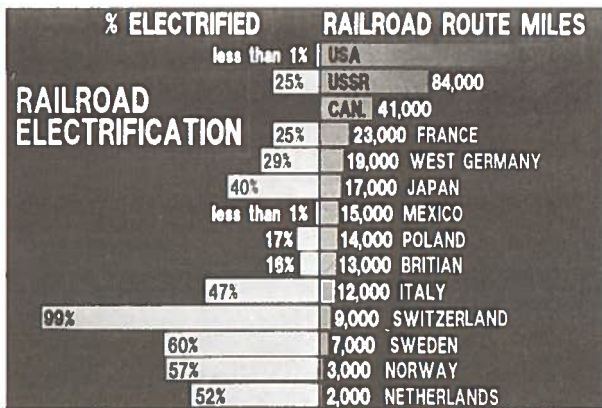 % ELECTRIFIED RAILROAD ROUTE MILES
less than 1% USA
25% USSR 84,000
RAILROAD
ELECTRIFICATION
CAN. 41,000
25% 23,000 FRANCE
29% 19,000 WEST GERMANY
40% 17,000 JAPAN
less than 1% 15,000 MEXICO
17% 14,000 POLAND
16% 13,000 BRITIAN
47% 12,000 ITALY
99% 9,000 SWITZERLAND
60% 7,000 SWEDEN
57% 3,000 NORWAY
52% 2,000 NETHERLANDS